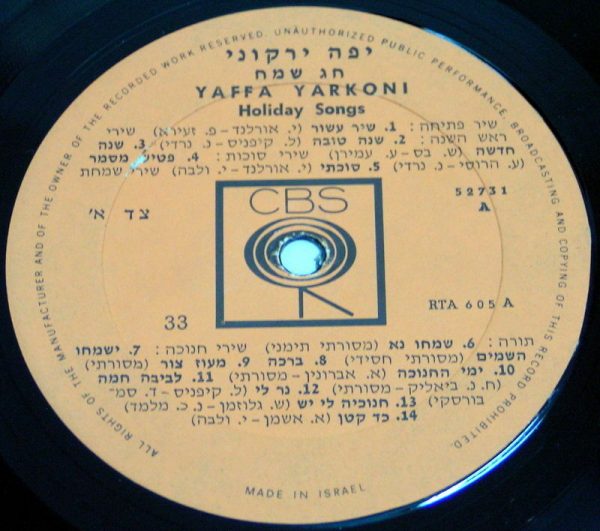 ALL RIGHTS OF THE MANUFACTURER AND OF THE OWNER OF THE RECORDED WORK RESERVED. UNAUTHORIZED PUBLIC PERFORMANCE, BROADCASTING AND COPYING OF THIS RECORD PROHIBITED.
יפה ירקוני
חג שמח
YAFFA YARKONI
Holiday Songs
שיר פתיחה: 1. שיר עשור (י. אורלנד-פ. זעירא) שירי
ראש השנה: 2. שנה טובה (ל. קיפניס-נ. נרדי) 3. שנה
חדשה (ש. בס-ע. עמירן) שירי סוכות: 4. פטיש מסמר
(ע. הרוסי-נ. נרדי) 5. סוכתי (י. אורלנד-י. ולבה) שירי שמחת
CBS
52731
A
צד א'
33
RTA 605 A
תורה: 6. שמחו נא (מסורתי תימני) שירי חנוכה: 7. ישמחו
השמים (מסורתי חסידי) 8. ברכה 9. מעוז צור (מסורתי)
10. ימי החנוכה (א. אברונין-מסורתי) 11. לביבה חמה
(ח.נ. ביאליק-מסורתי) 12. נר לי (ל. קיפניס-ד. סמ-
בורסקי) 13. חנוכיה לי יש (ש. גלוזמן-נ.כ. מלמד)
14. כד קטן (א. אשמן-י. ולבה)
MADE IN ISRAEL